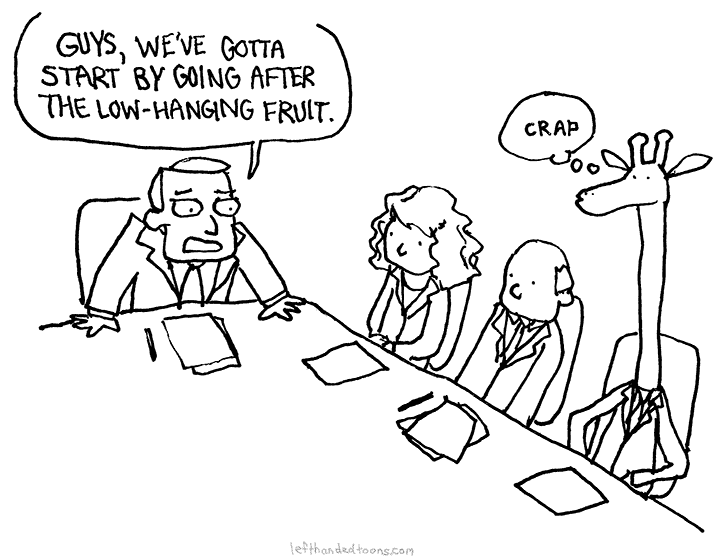 GUYS, WE'VE GOTTA
START BY GOING AFTER
THE LOW-HANGING FRUIT.
CRAP
lefthandedtoons.com